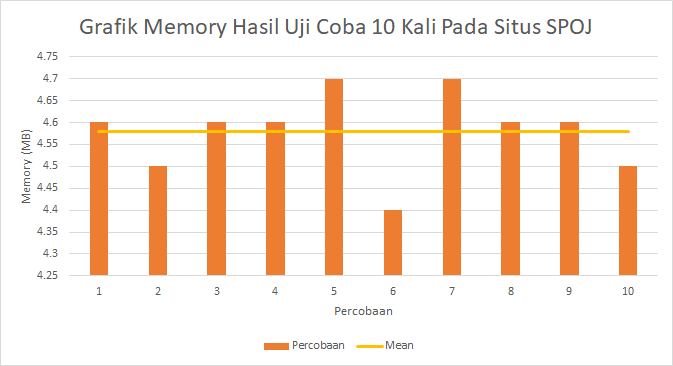 Grafik Memory Hasil Uji Coba 10 Kali Pada Situs SPOJ
4.75
4.7
4.65
4.6
4.55
4.5
4.45
4.4
4.35
4.3
4.25
Memory (MB)
1 2 3 4 5 6 7 8 9 10
Percobaan
Percobaan Mean